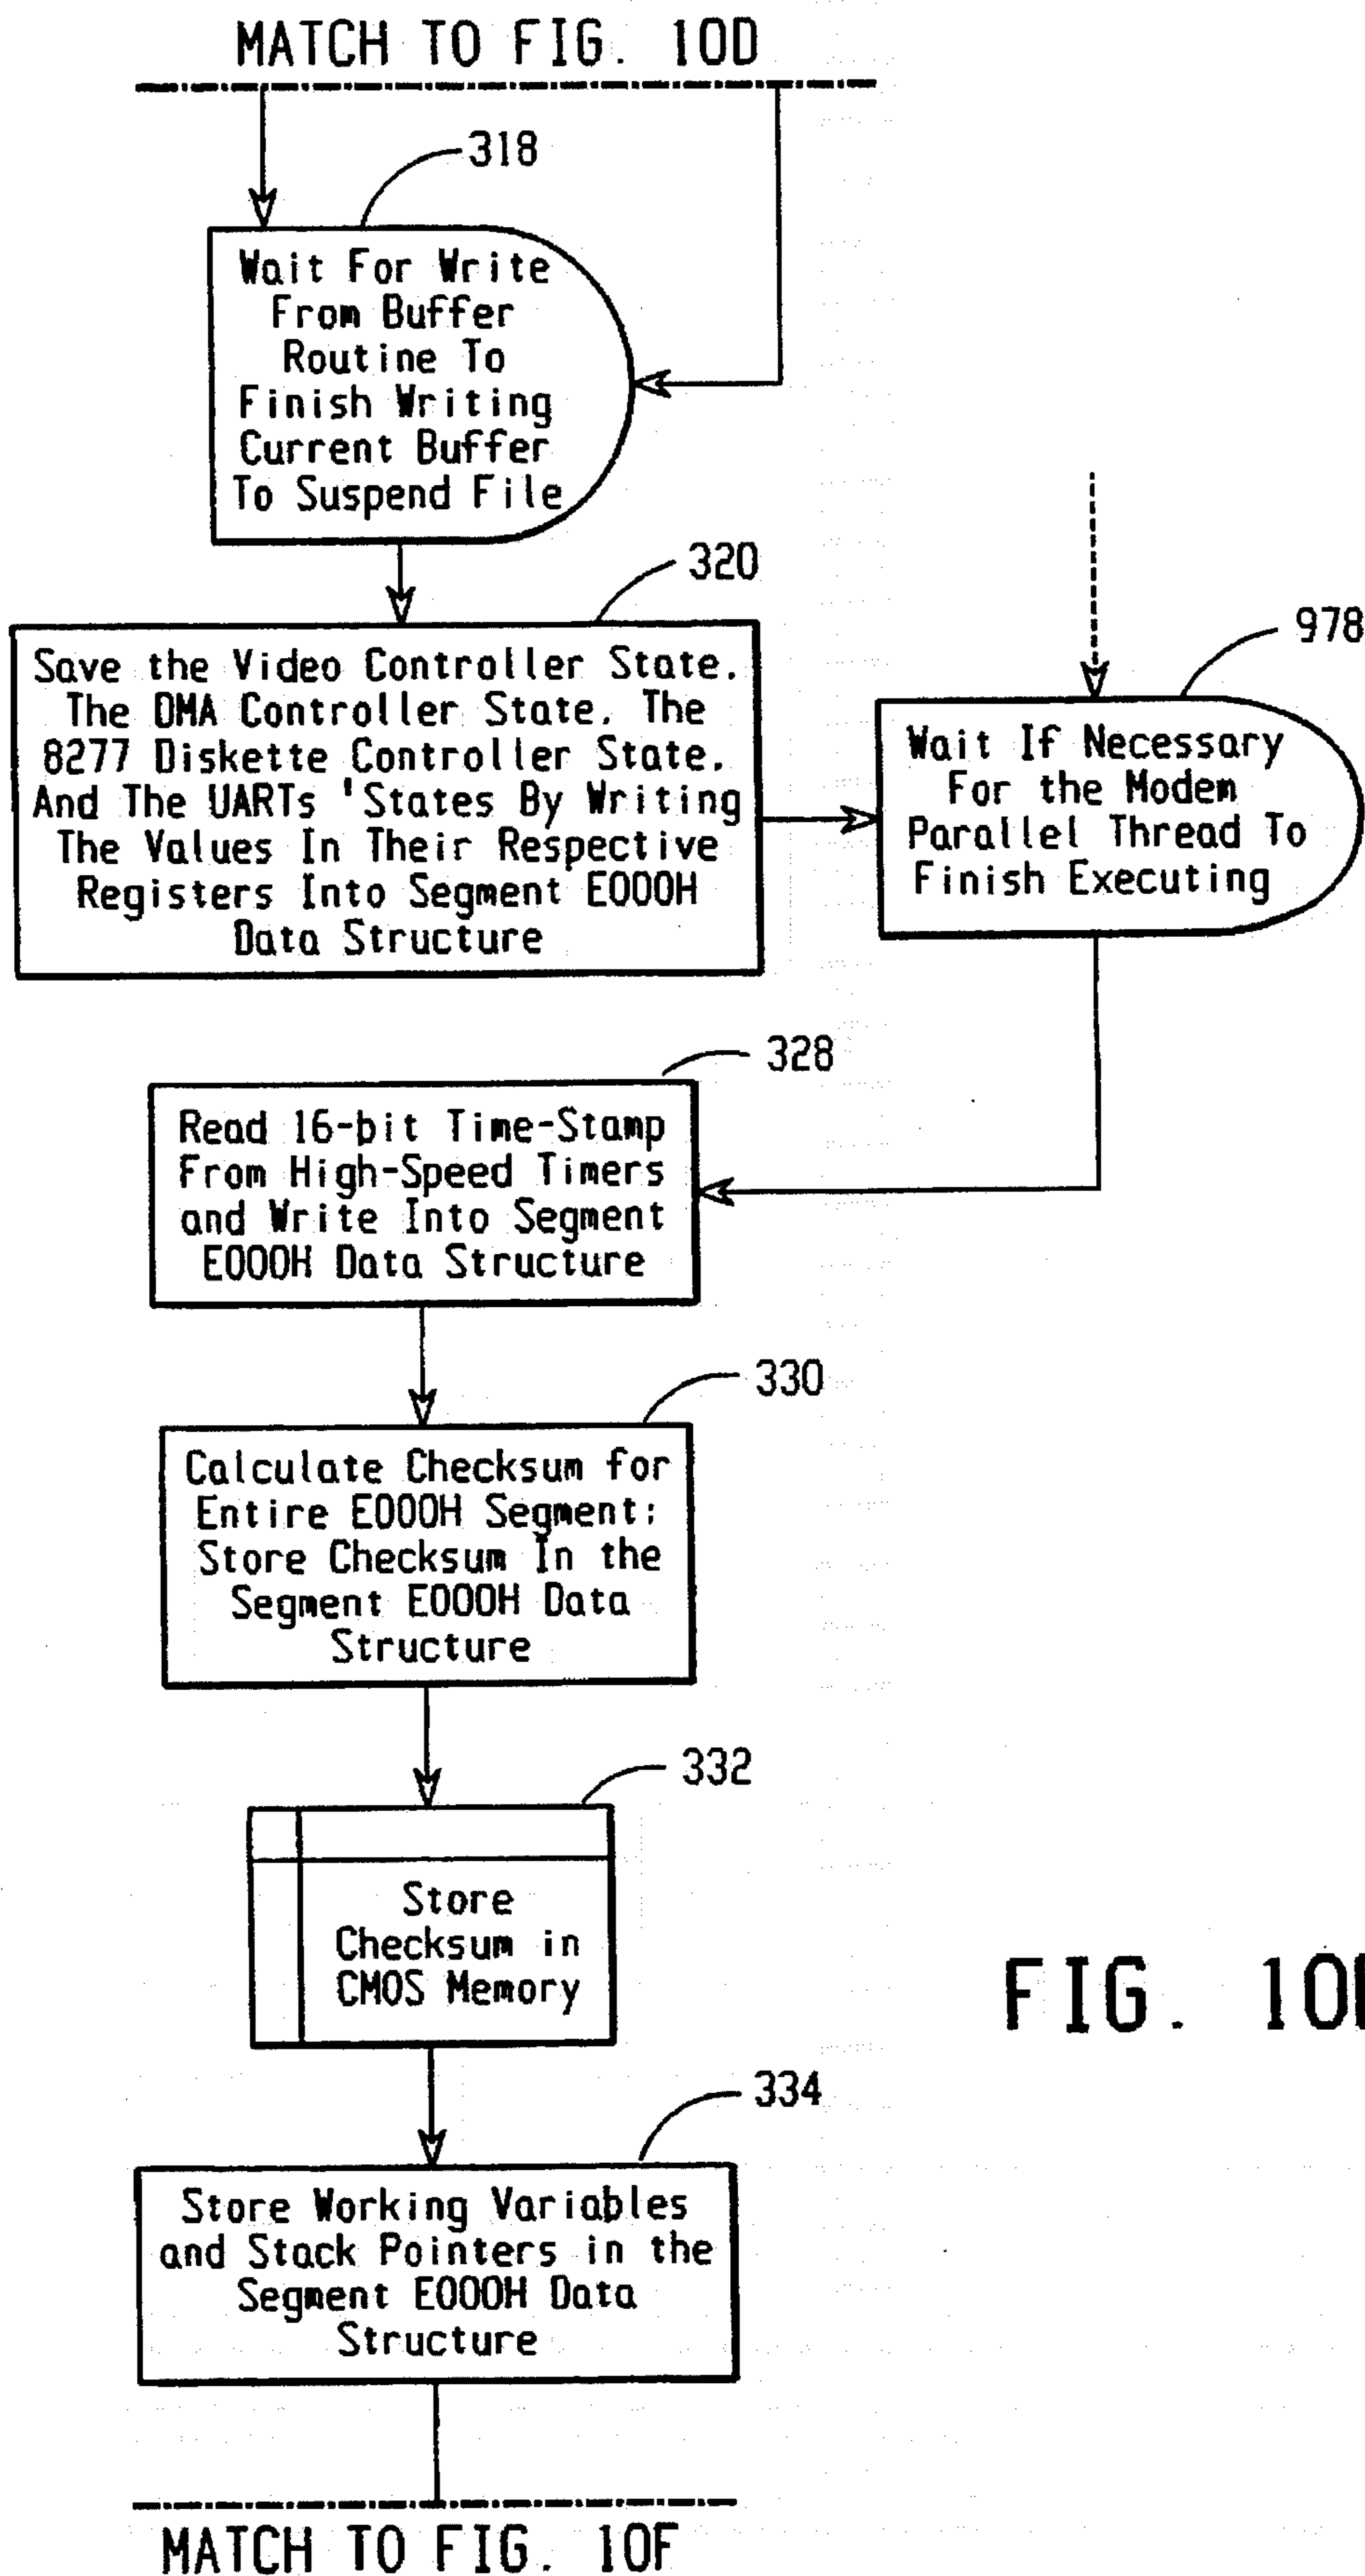 MATCH TO FIG. 10D
318
Wait For Write
From Buffer
Routine To
Finish Writing
Current Buffer
To Suspend File
320
Save the Video Controller State.
The DMA Controller State. The
8277 Diskette Controller State.
And The UARTs 'States By Writing
The Values In Their Respective
Registers Into Segment E000H
Data Structure
978
Wait If Necessary
For the Modem
Parallel Thread To
Finish Executing
328
Read 16-bit Time-Stamp
From High-Speed Timers
and Write Into Segment
E000H Data Structure
330
Calculate Checksum for
Entire E000H Segment;
Store Checksum In the
Segment E000H Data
Structure
332
Store
Checksum in
CMOS Memory
FIG.
334
Store Working Variables
and Stack Pointers in the
Segment E000H Data
Structure
MATCH TO FIG. 10F